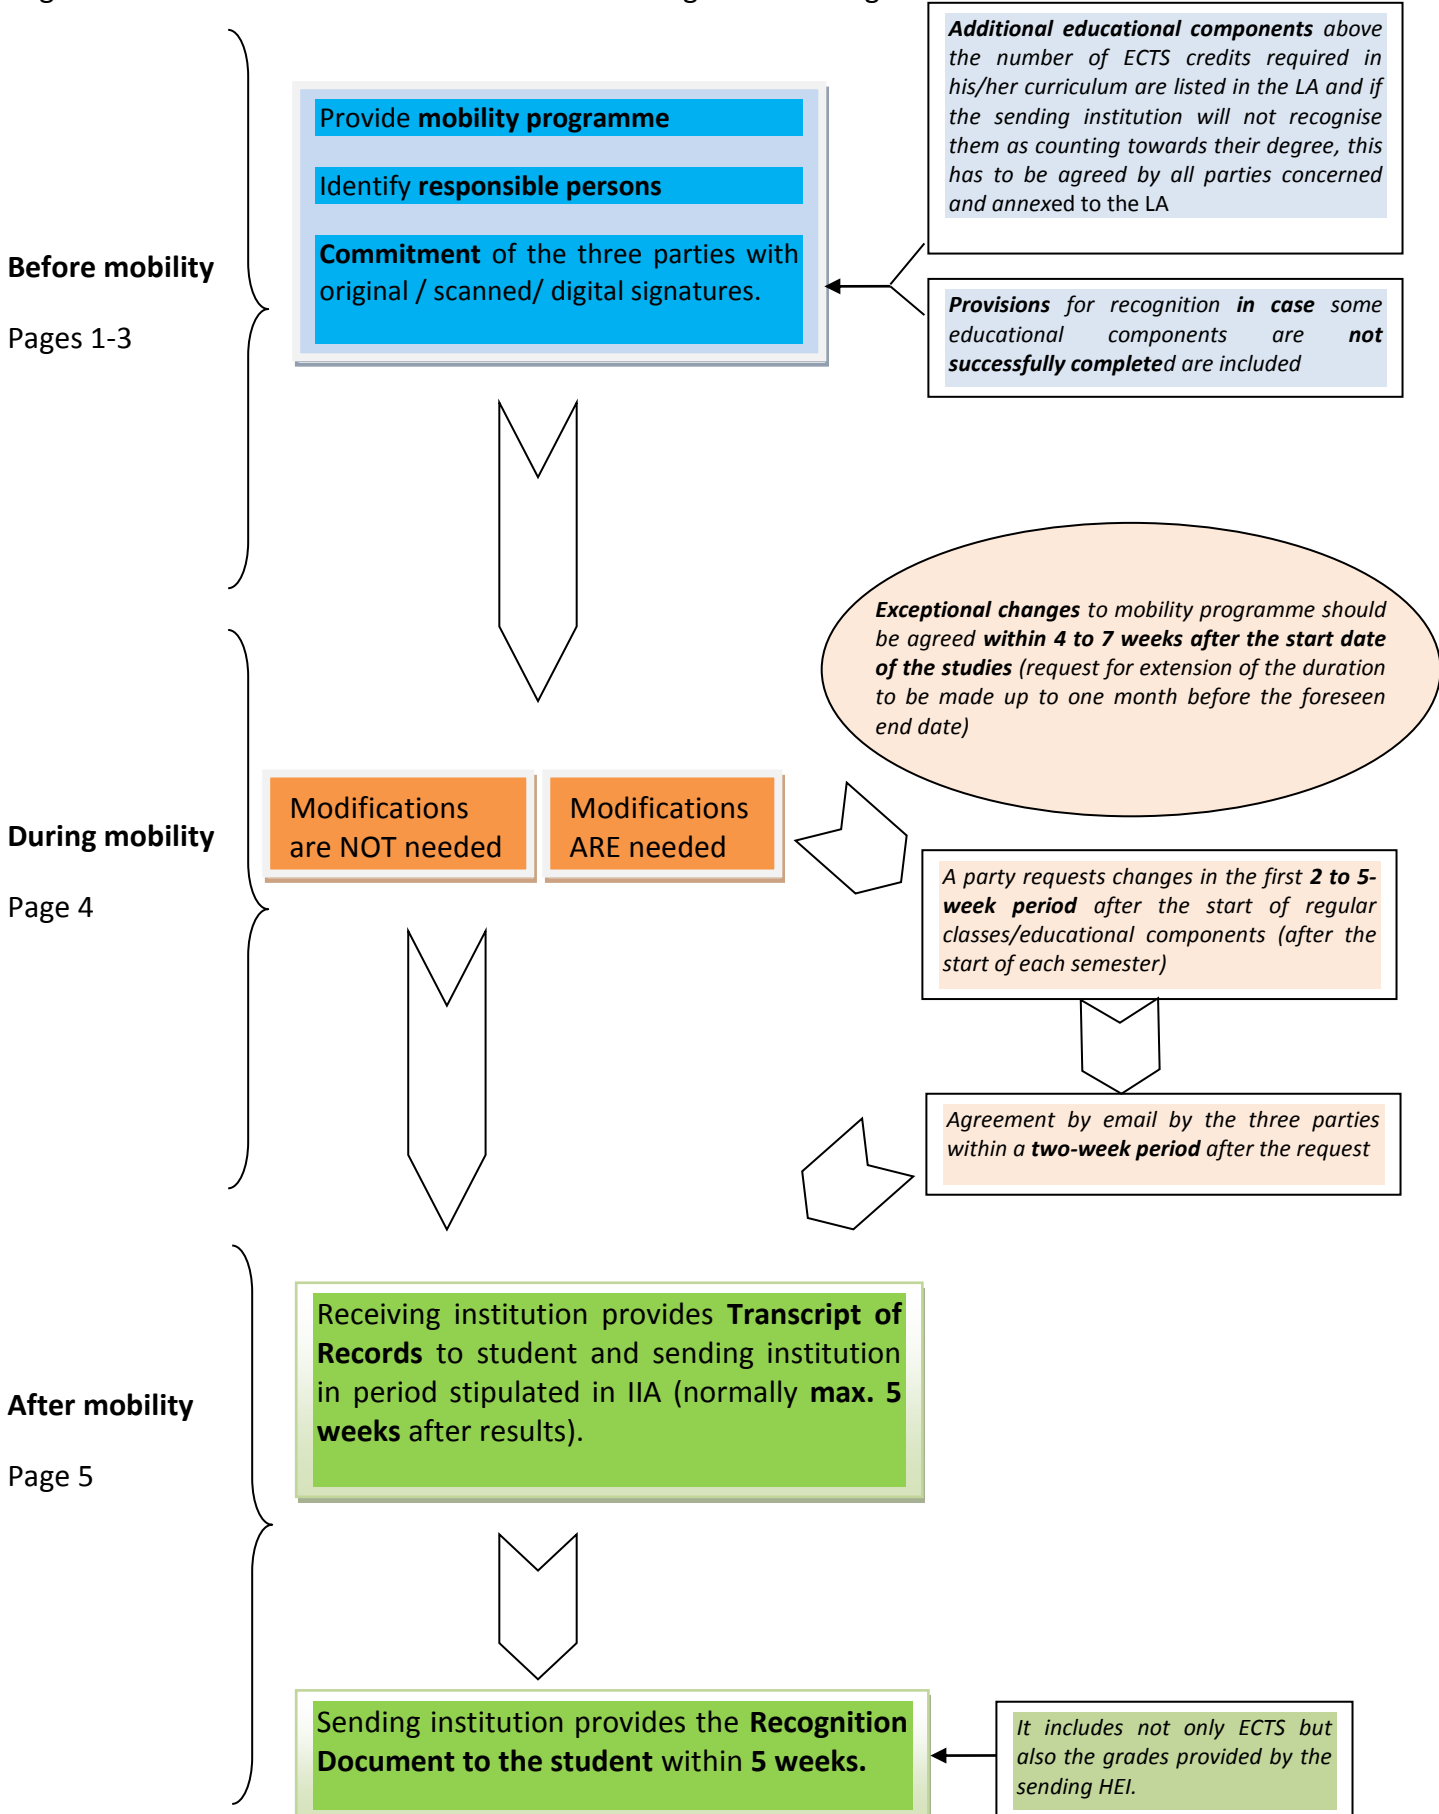 Additional educational components above
the number of ECTS credits required in
his/her curriculum are listed in the LA and if
the sending institution will not recognise
them as counting towards their degree, this
has to be agreed by all parties concerned
and annexed to the LA
Provide mobility programme
Identify responsible persons
Commitment of the three parties with
original / scanned/ digital signatures.
Before mobility
Pages 1-3
Provisions for recognition in case some
educational components are not
successfully completed are included
Exceptional changes to mobility programme should
be agreed within 4 to 7 weeks after the start date
of the studies (request for extension of the duration
to be made up to one month before the foreseen
end date)
During mobility
Page 4
Modifications
are NOT needed
Modifications
ARE needed
A party requests changes in the first 2 to 5-
week period after the start of regular
classes/educational components (after the
start of each semester)
Agreement by email by the three parties
within a two-week period after the request
After mobility
Page 5
Receiving institution provides Transcript of
Records to student and sending institution
in period stipulated in IIA (normally max. 5
weeks after results).
Sending institution provides the Recognition
Document to the student within 5 weeks.
It includes not only ECTS but
also the grades provided by the
sending HEI.